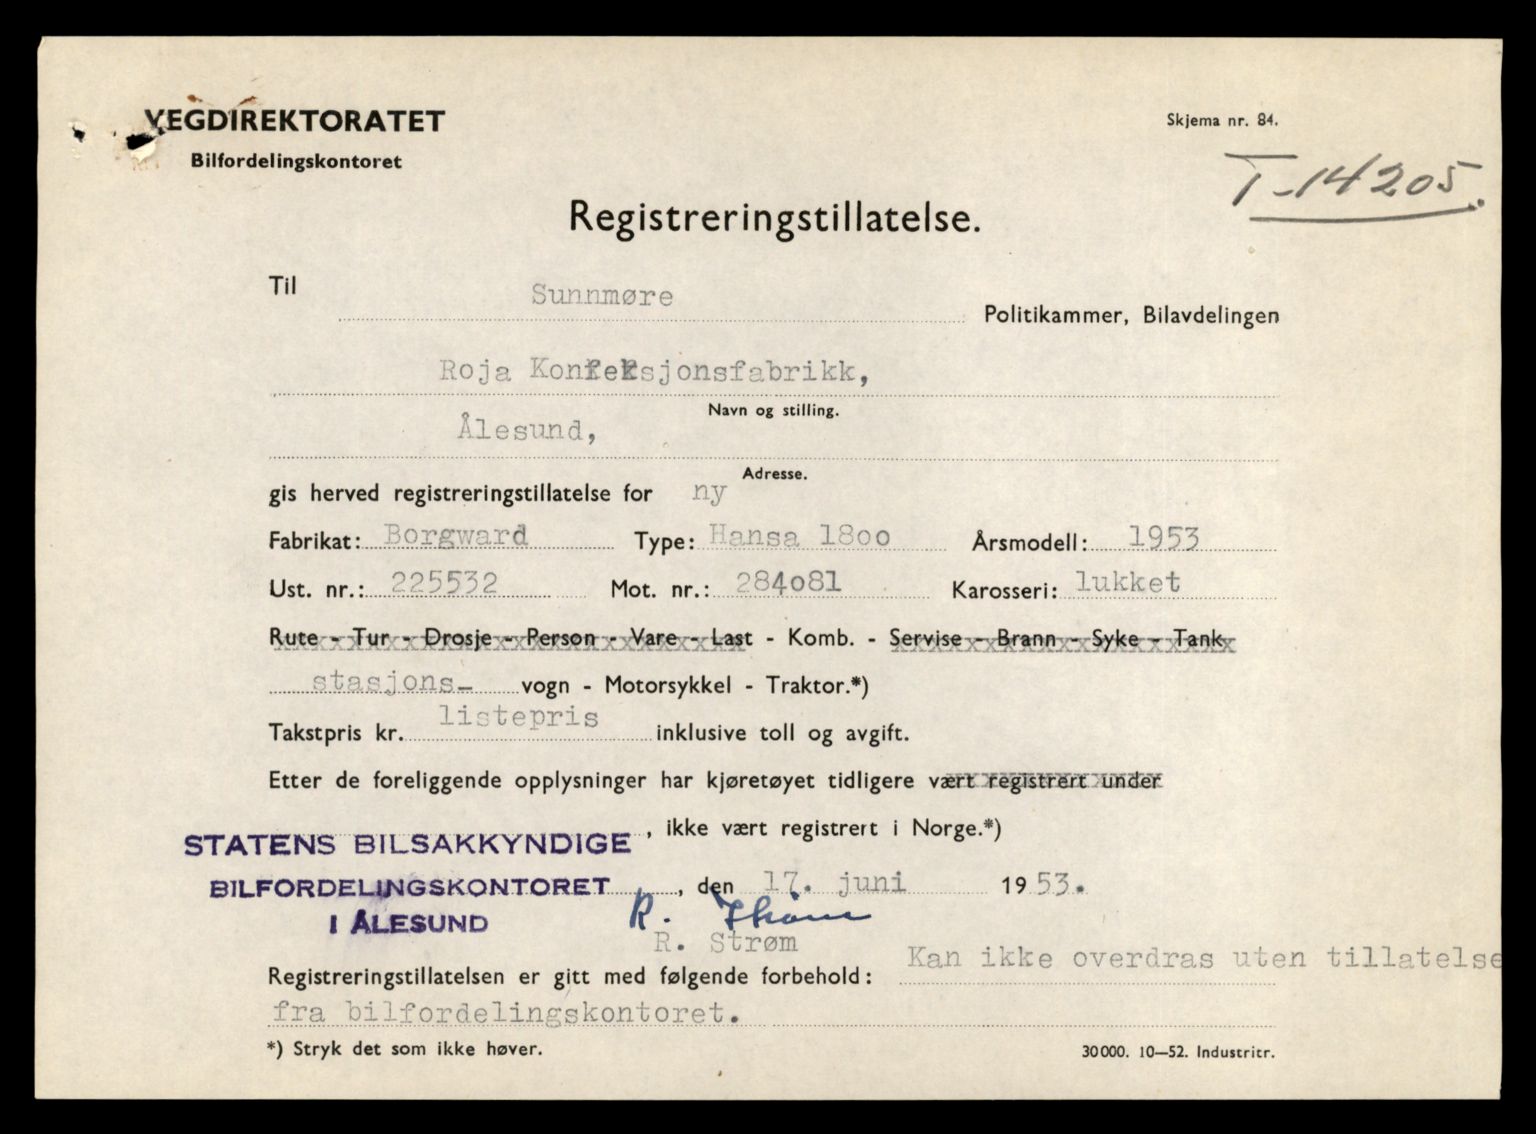 VEGDIREKTORATET
Bilfordelingskontoret
Skjema nr. 84.
T-14205.
Registreringstillatelse.
Til Sunnmøre Politikammer, Bilavdelingen
Roja Konfeksjonsfabrikk,
Navn og stilling.
Ålesund,
Adresse.
gis herved registreringstillatelse for ny
Fabrikat: Borgward Type: Hansa 18oo Årsmodell: 1953
Ust. nr.: 225532 Mot. nr.: 284o81 Karosseri: lukket
Rute - Tur - Drosje - Person - Vare - Last - Komb. - Servise - Brann - Syke - Tank
stasjons- vogn - Motorsykkel - Traktor.*)
Takstpris kr. listepris inklusive toll og avgift.
Etter de foreliggende opplysninger har kjøretøyet tidligere vært registrert under
, ikke vært registrert i Norge.*)
STATENS BILSAKKYNDIGE
BILFORDELINGSKONTORET , den 17. juni 1953.
I ÅLESUND
R. Strøm
R. Strøm
Registreringstillatelsen er gitt med følgende forbehold: Kan ikke overdras uten tillatelse
fra bilfordelingskontoret.
*) Stryk det som ikke høver.
30000. 10—52. Industritr.